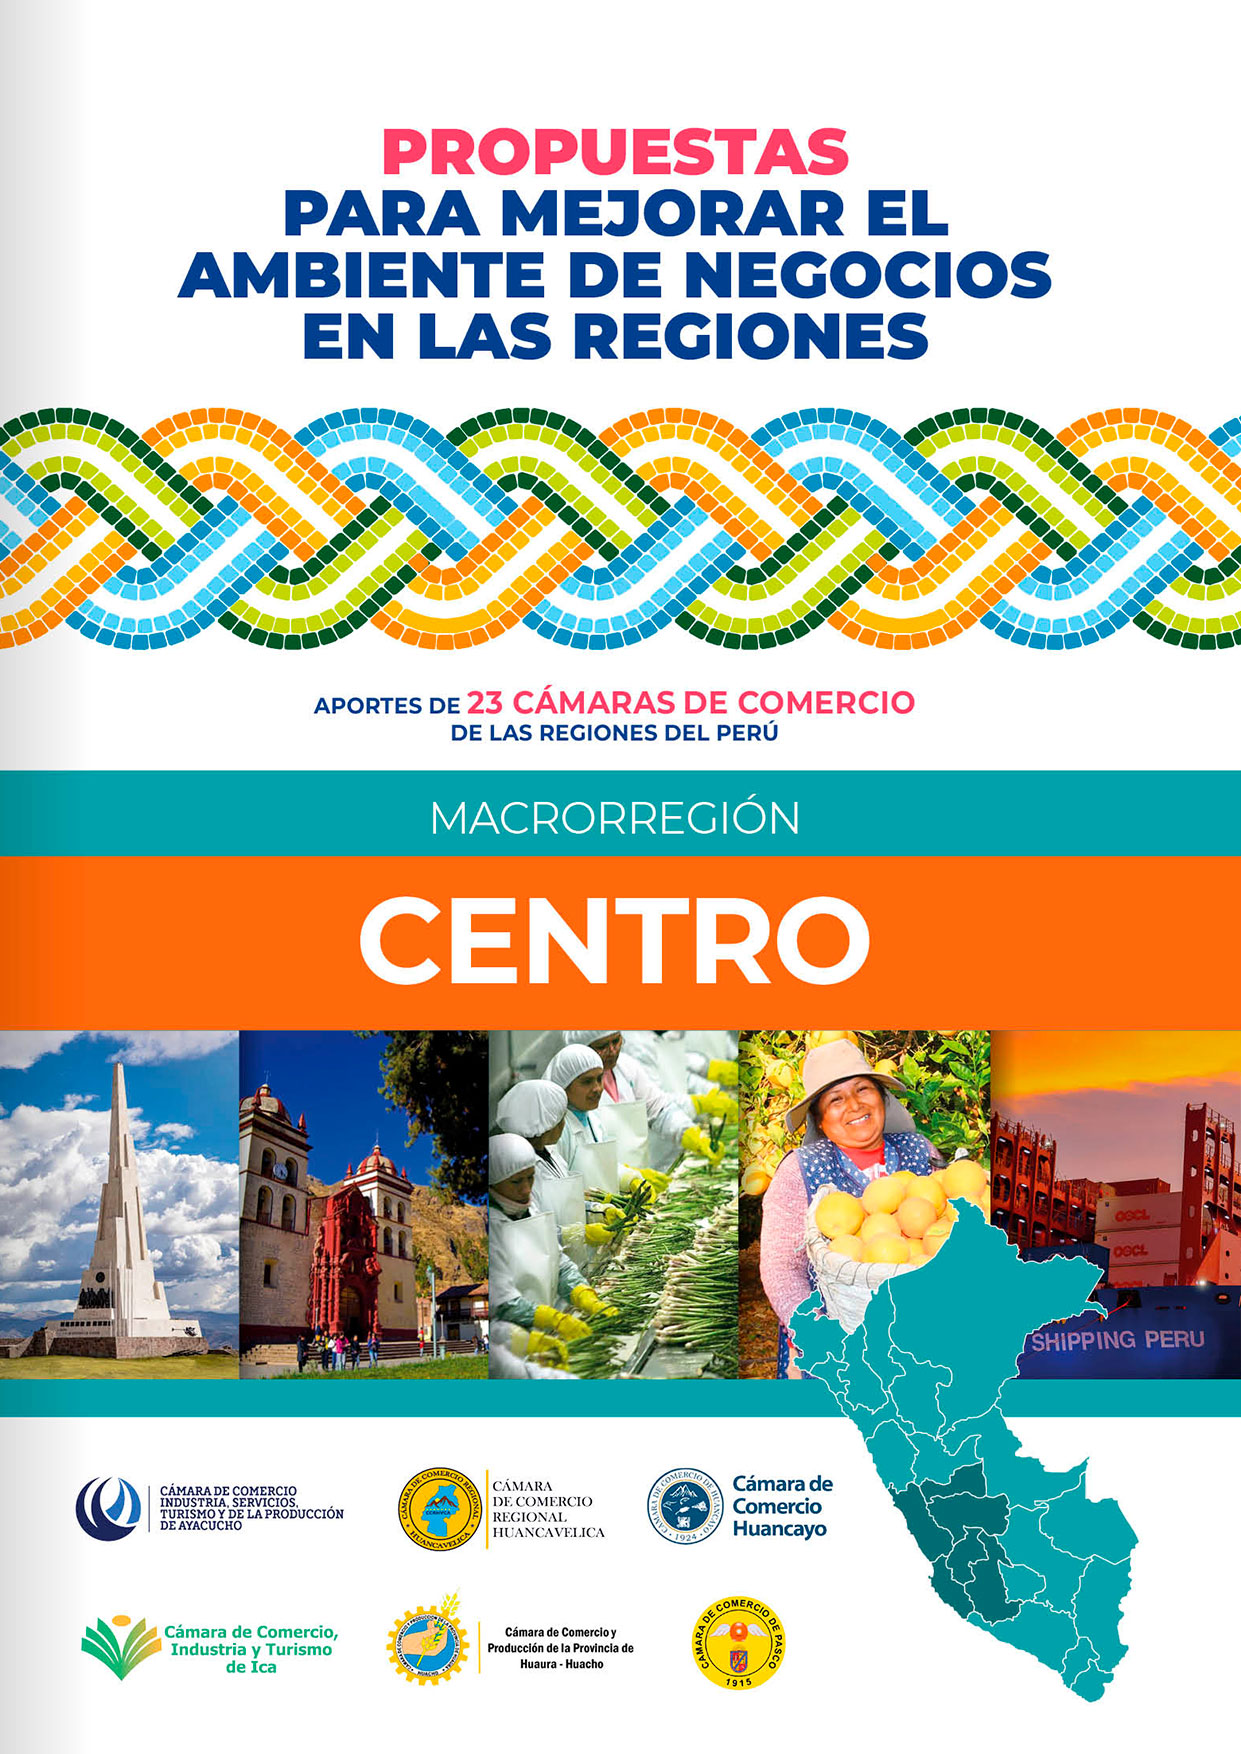 PROPUESTAS
PARA MEJORAR EL
AMBIENTE DE NEGOCIOS
EN LAS REGIONES
APORTES DE 23 CÁMARAS DE COMERCIO
DE LAS REGIONES DEL PERÚ
MACRORREGIÓN
CENTRO
OOCL
OOCL
SHIPPING PERU
CÁMARA DE COMERCIO
INDUSTRIA, SERVICIOS,
TURISMO Y DE LA PRODUCCIÓN
DE AYACUCHO
CAMARA DE COMERCIO REGIONAL
HUANCAVELICA
CÁMARA
DE COMERCIO
REGIONAL
HUANCAVELICA
CAMARA DE COMERCIO DE HUANCAYO
1924
Cámara de
Comercio
Huancayo
Cámara de Comercio,
Industria y Turismo
de Ica
HUACHO
Cámara de Comercio y
Producción de la Provincia de
Huaura - Huacho
CAMARA DE COMERCIO DE PASCO
1915